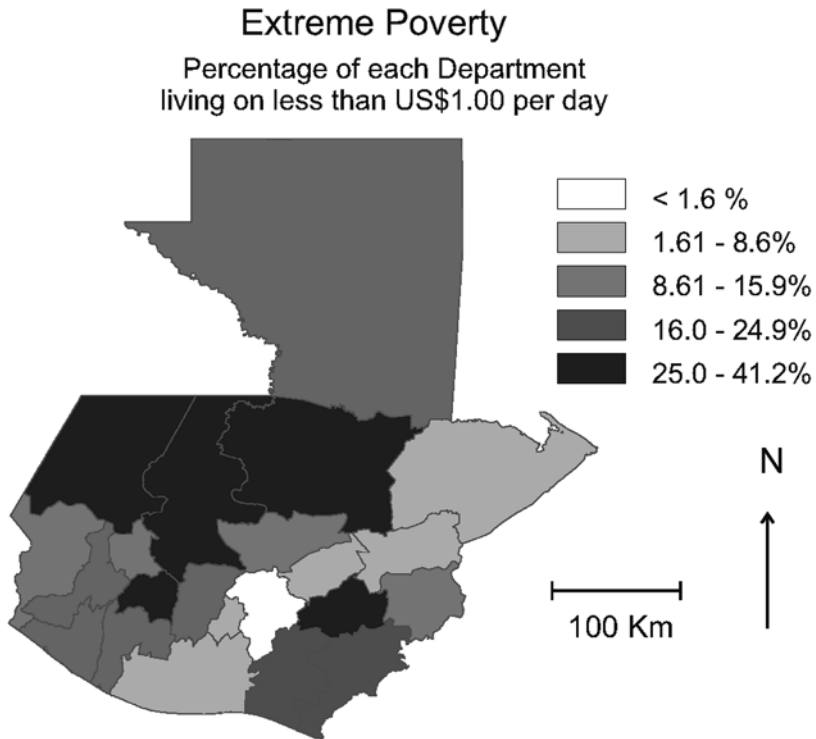 Extreme Poverty
Percentage of each Department
living on less than US$1.00 per day
< 1.6 %
1.61 - 8.6%
8.61 - 15.9%
16.0 - 24.9%
25.0 - 41.2%
N
100 Km